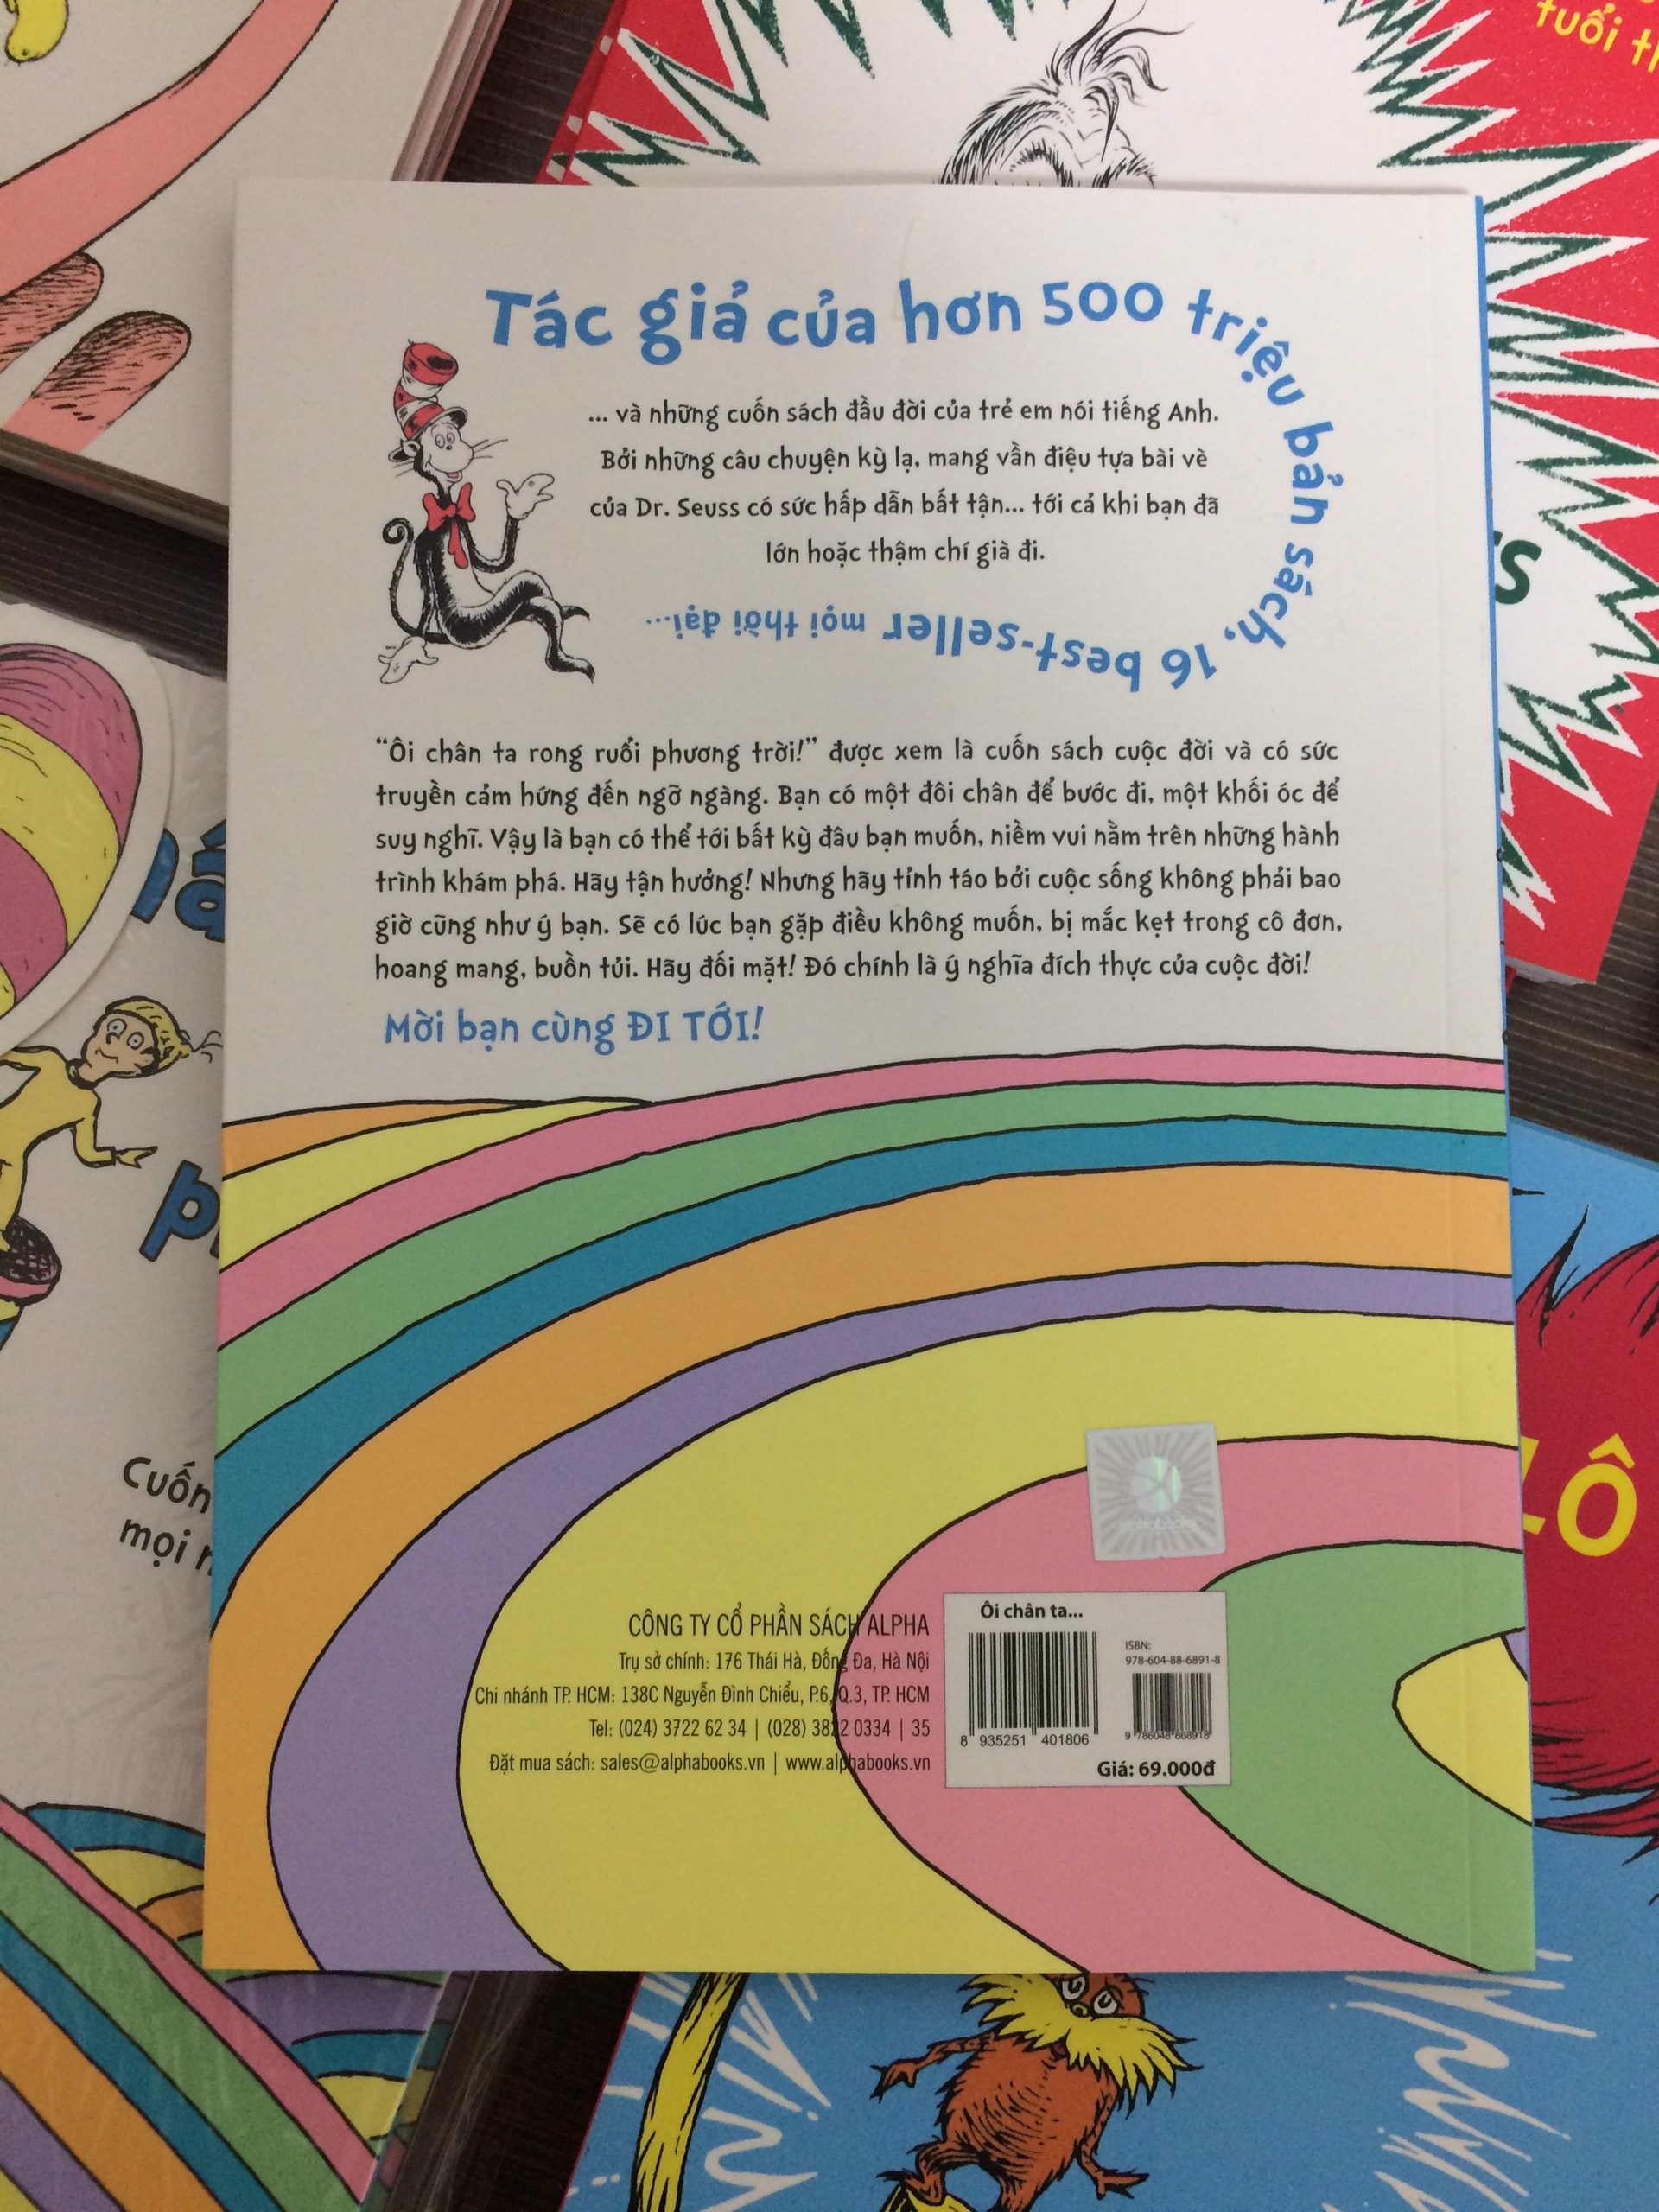 tuổi th
Tác giả của hơn 500 triệu bản sách, 16 best-seller mọi thời đại...
... và những cuốn sách đầu đời của trẻ em nói tiếng Anh.
Bởi những câu chuyện kỳ lạ, mang vần điệu tựa bài vè
của Dr. Seuss có sức hấp dẫn bất tận... tới cả khi bạn đã
lớn hoặc thậm chí già đi.
"Ôi chân ta rong ruổi phương trời!" được xem là cuốn sách cuộc đời và có sức
truyền cảm hứng đến ngỡ ngàng. Bạn có một đôi chân để bước đi, một khối óc để
suy nghĩ. Vậy là bạn có thể tới bất kỳ đâu bạn muốn, niềm vui nằm trên những hành
trình khám phá. Hãy tận hưởng! Nhưng hãy tỉnh táo bởi cuộc sống không phải bao
giờ cũng như ý bạn. Sẽ có lúc bạn gặp điều không muốn, bị mắc kẹt trong cô đơn,
hoang mang, buồn tủi. Hãy đối mặt! Đó chính là ý nghĩa đích thực của cuộc đời!
Mời bạn cùng ĐI TỚI!
Cuốn
mọi
LÔ
CÔNG TY CỔ PHẦN SÁCH ALPHA
Trụ sở chính: 176 Thái Hà, Đống Đa, Hà Nội
Chi nhánh TP. HCM: 138C Nguyễn Đình Chiểu, P.6, Q.3, TP. HCM
Tel: (024) 3722 62 34 | (028) 3822 0334 | 35
Đặt mua sách: sales@alphabooks.vn | www.alphabooks.vn
Ôi chân ta...
ISBN:
978-604-88-6891-8
8 935251 401806
9 786048 868918
Giá: 69.000đ